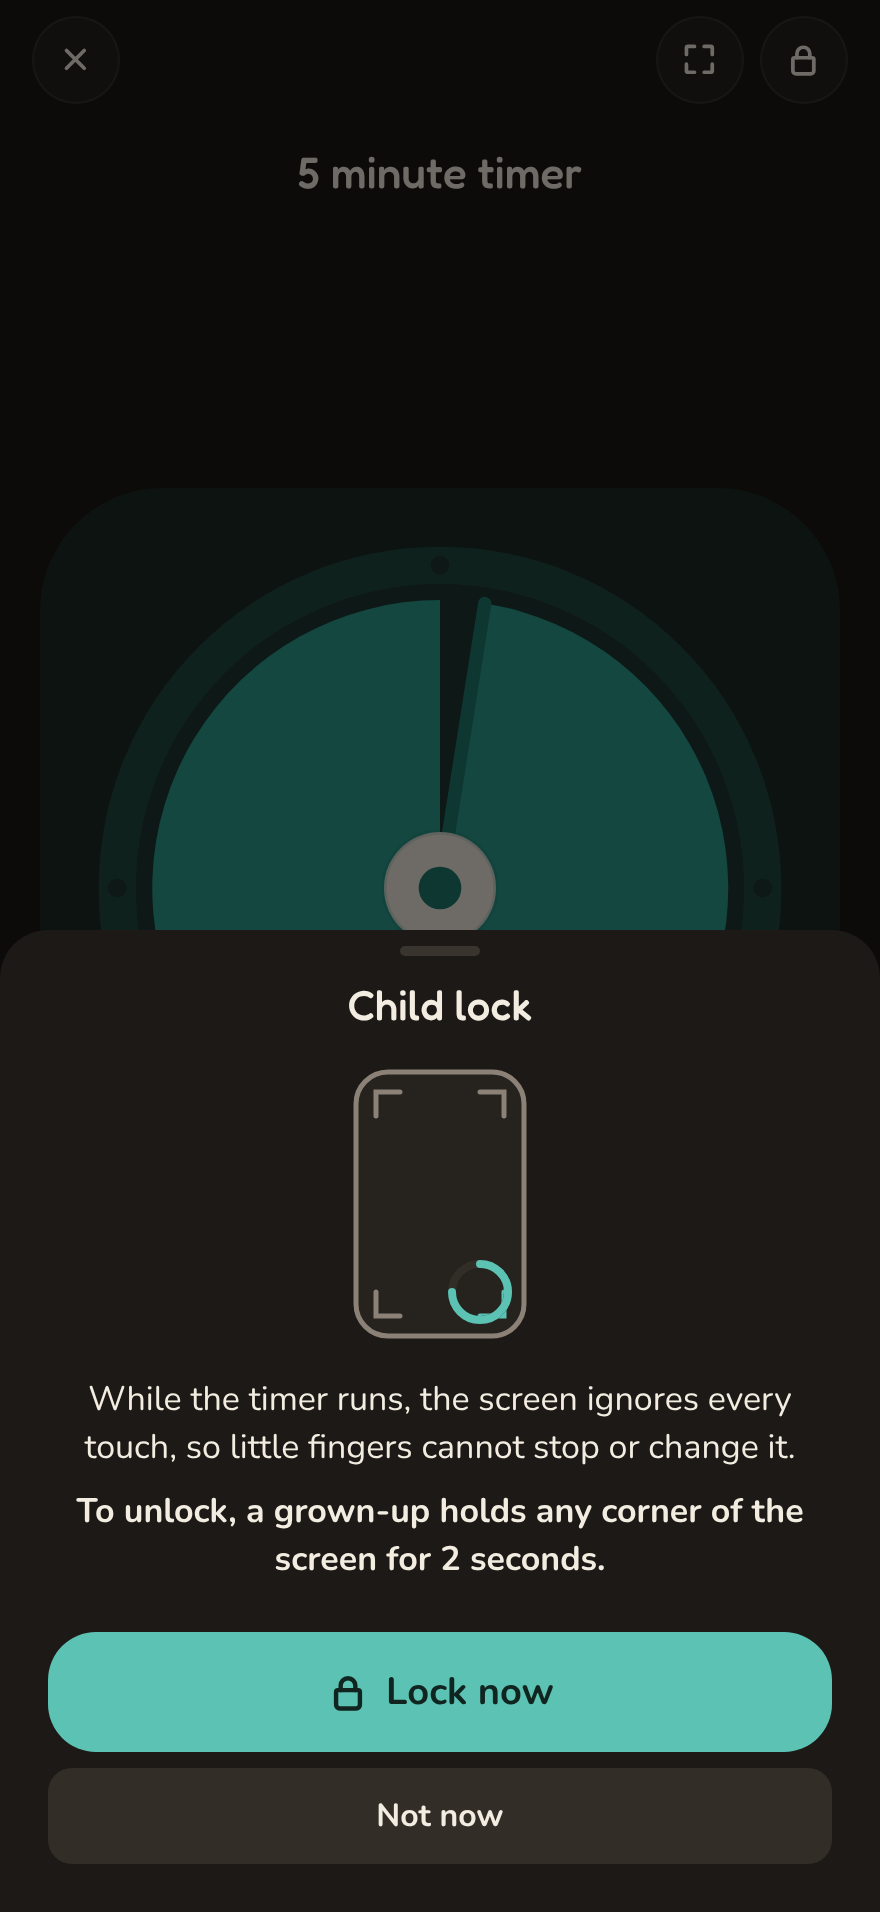 5 minute timer
Child lock
While the timer runs, the screen ignores every
touch, so little fingers cannot stop or change it.
To unlock, a grown-up holds any corner of the
screen for 2 seconds.
Lock now
Not now